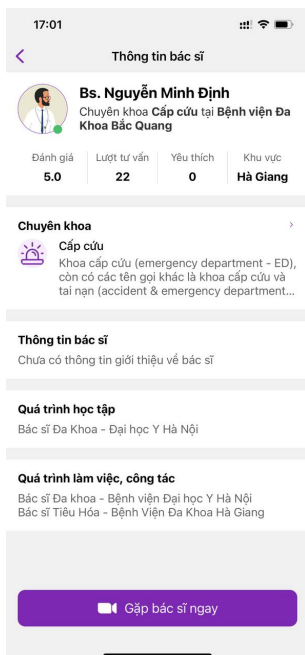 17:01
Thông tin bác sĩ
Bs. Nguyễn Minh Định
Chuyên khoa Cấp cứu tại Bệnh viện Đa
Khoa Bắc Quang
Đánh giá Lượt tư vấn Yêu thích Khu vực
5.0 22 0 Hà Giang
Chuyên khoa
Cấp cứu
Khoa cấp cứu (emergency department - ED),
còn có các tên gọi khác là khoa cấp cứu và
tai nạn (accident & emergency department...
Thông tin bác sĩ
Chưa có thông tin giới thiệu về bác sĩ
Quá trình học tập
Bác sĩ Đa Khoa - Đại học Y Hà Nội
Quá trình làm việc, công tác
Bác sĩ Đa khoa - Bệnh viện Đại học Y Hà Nội
Bác sĩ Tiêu Hóa - Bệnh Viện Đa Khoa Hà Giang
Gặp bác sĩ ngay